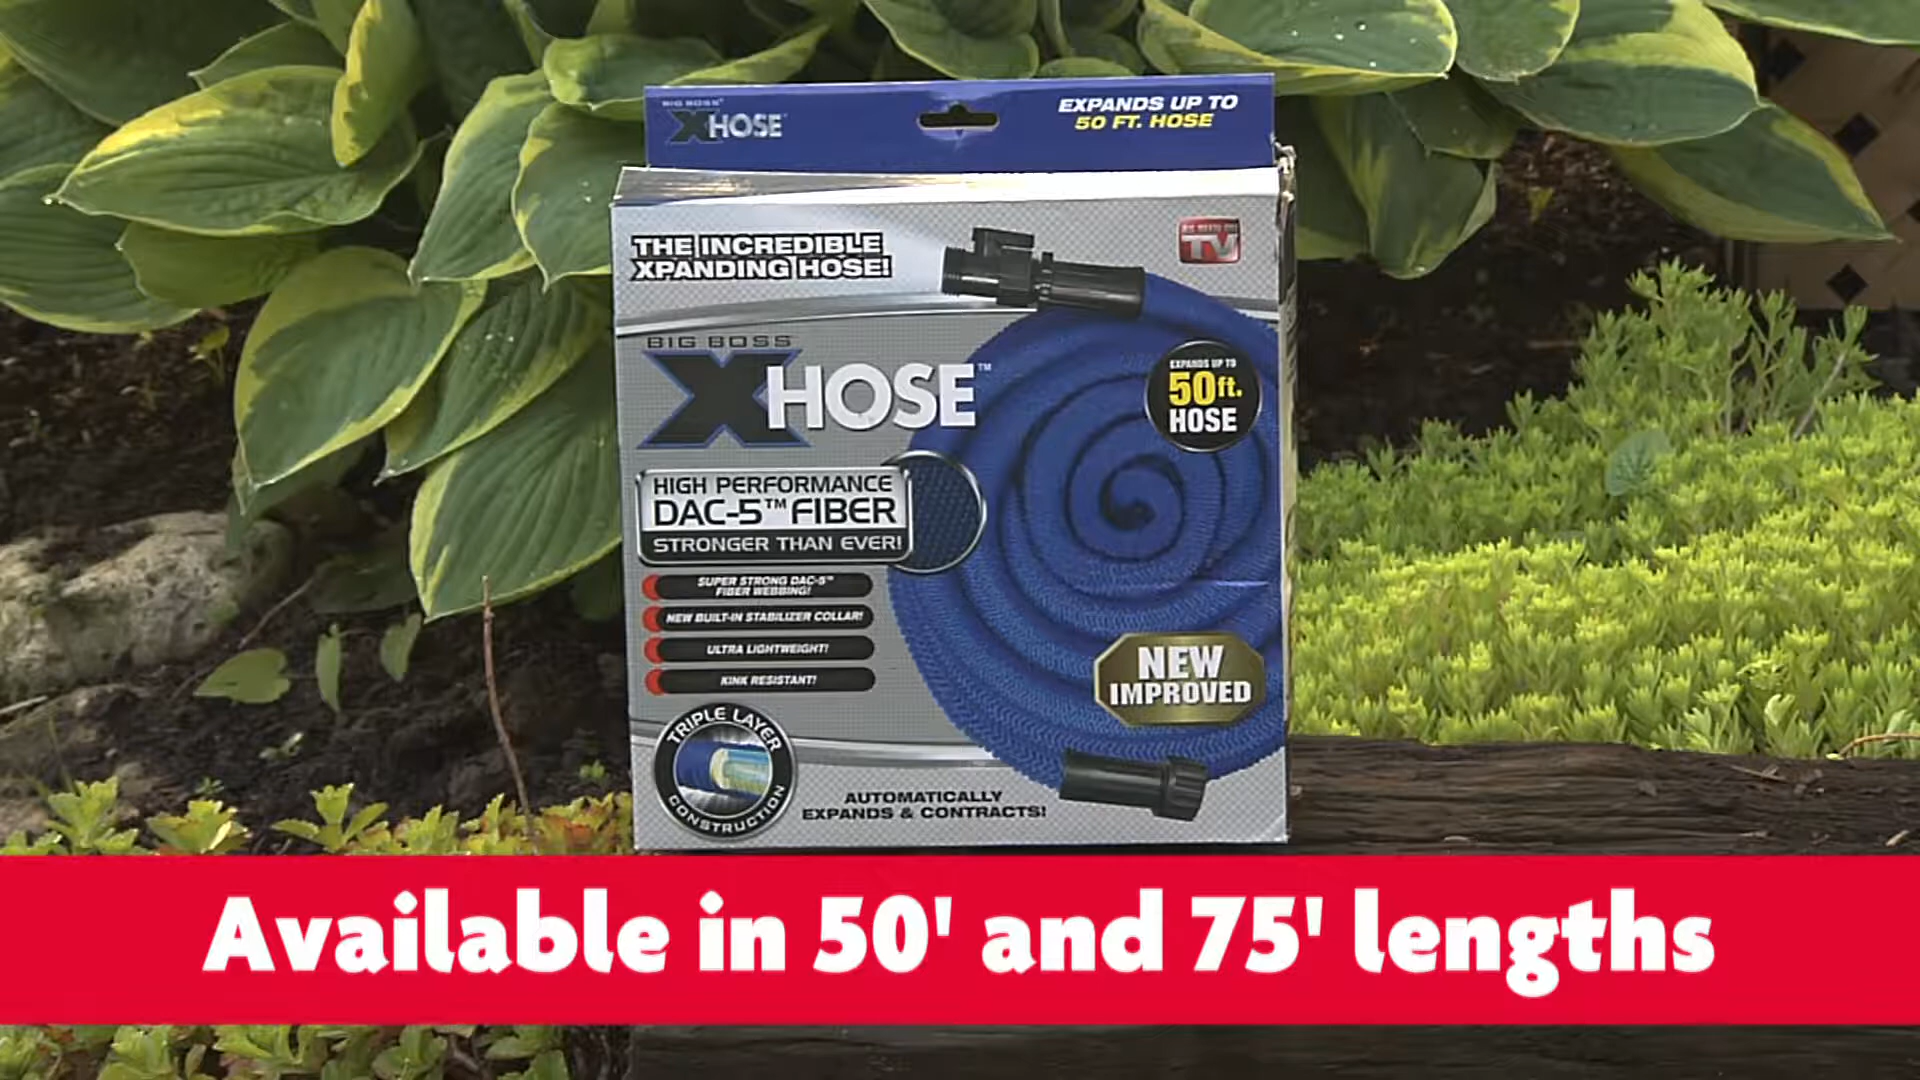 BIG BOSS
XHOSE
EXPANDS UP TO
50 FT. HOSE
THE INCREDIBLE
XPANDING HOSE!
TV
BIG BOSS
XHOSE™
EXPANDS UP TO
50ft.
HOSE
HIGH PERFORMANCE
DAC-5™ FIBER
STRONGER THAN EVER!
SUPER STRONG DAC-5™
FIBER WEBBING!
NEW BUILT-IN STABILIZER COLLAR!
ULTRA LIGHTWEIGHT!
KINK RESISTANT!
NEW
IMPROVED
TRIPLE LAYER
CONSTRUCTION
AUTOMATICALLY
EXPANDS & CONTRACTS!
Available in 50' and 75' lengths